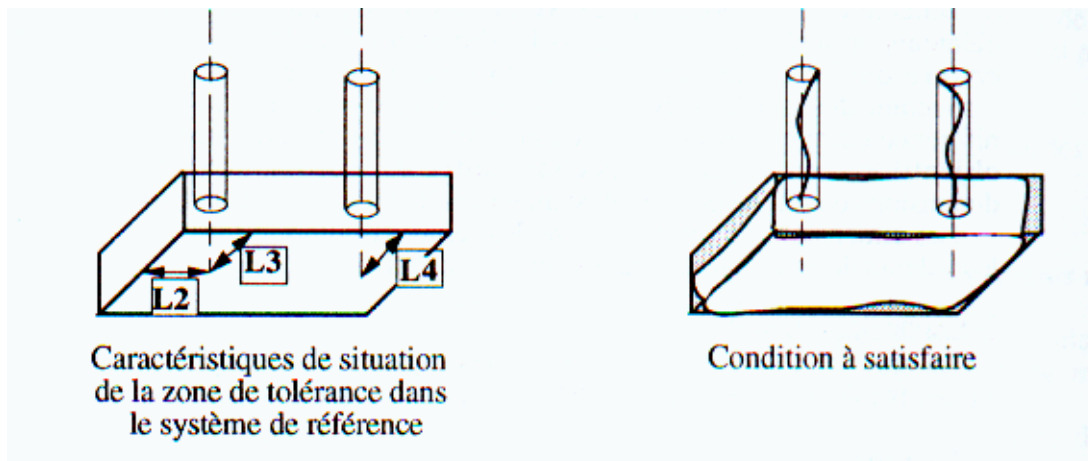 L3
L4
L2
Caractéristiques de situation
de la zone de tolérance dans
le système de référence
Condition à satisfaire